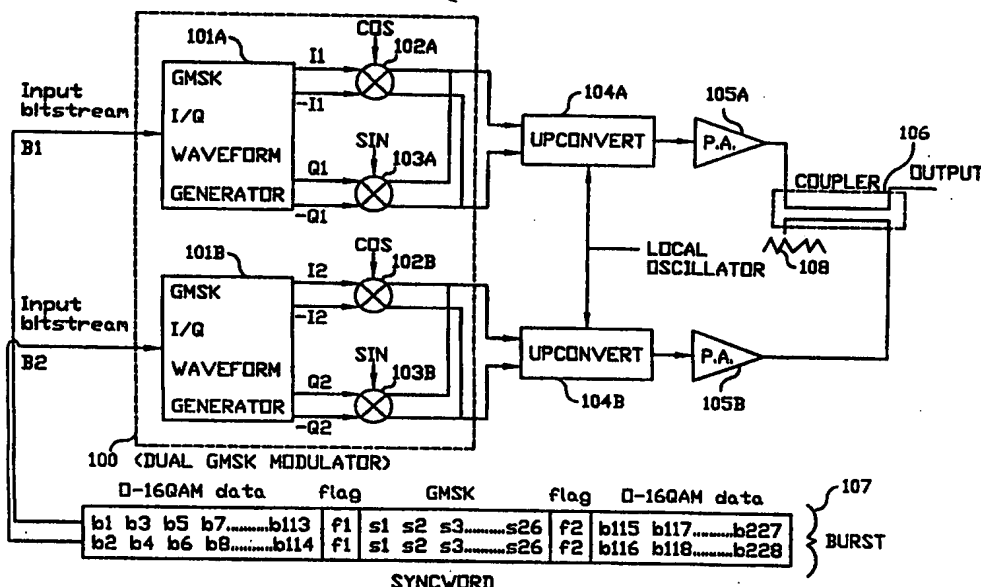 COS
101A
I1
102A
GMSK
-I1
104A
105A
Input
bitstream
I/Q
UPCONVERT
P.A.
106
B1
WAVEFORM
SIN
103A
OUTPUT
Q1
COUPLER
GENERATOR
-Q1
COS
101B
I2
102B
LOCAL
OSCILLATOR
108
GMSK
-I2
Input
bitstream
I/Q
B2
SIN
UPCONVERT
P.A.
WAVEFORM
103B
Q2
104B
105B
GENERATOR
-Q2
100 (DUAL GMSK MODULATOR)
O-16QAM data flag GMSK flag O-16QAM data
107
b1 b3 b5 b7.........b113 f1 s1 s2 s3.........s26 f2 b115 b117......b227
b2 b4 b6 b8.........b114 f1 s1 s2 s3.........s26 f2 b116 b118......b228
BURST
SYNCWORD